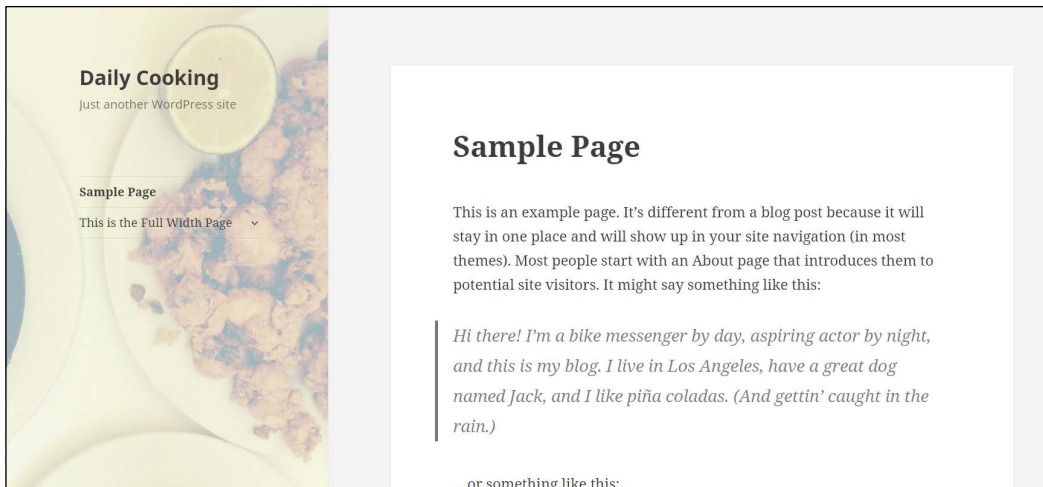 Daily Cooking
Just another WordPress site
Sample Page
This is the Full Width Page
Sample Page
This is an example page. It’s different from a blog post because it will
stay in one place and will show up in your site navigation (in most
themes). Most people start with an About page that introduces them to
potential site visitors. It might say something like this:
Hi there! I’m a bike messenger by day, aspiring actor by night,
and this is my blog. I live in Los Angeles, have a great dog
named Jack, and I like piña coladas. (And gettin’ caught in the
rain.)
…or something like this: